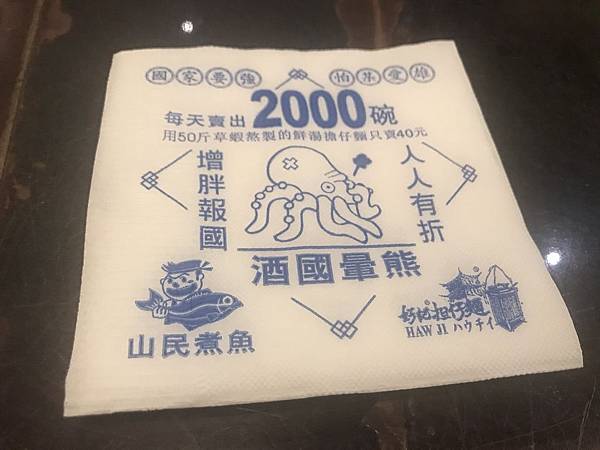 國家要強 怕某愛雄
每天賣出2000碗
用50斤草蝦熬製的鮮湯擔仔麵只賣40元
增胖報國
人人有折
酒國暈熊
山民煮魚
好記担仔麵
HAW JI ハウチイ